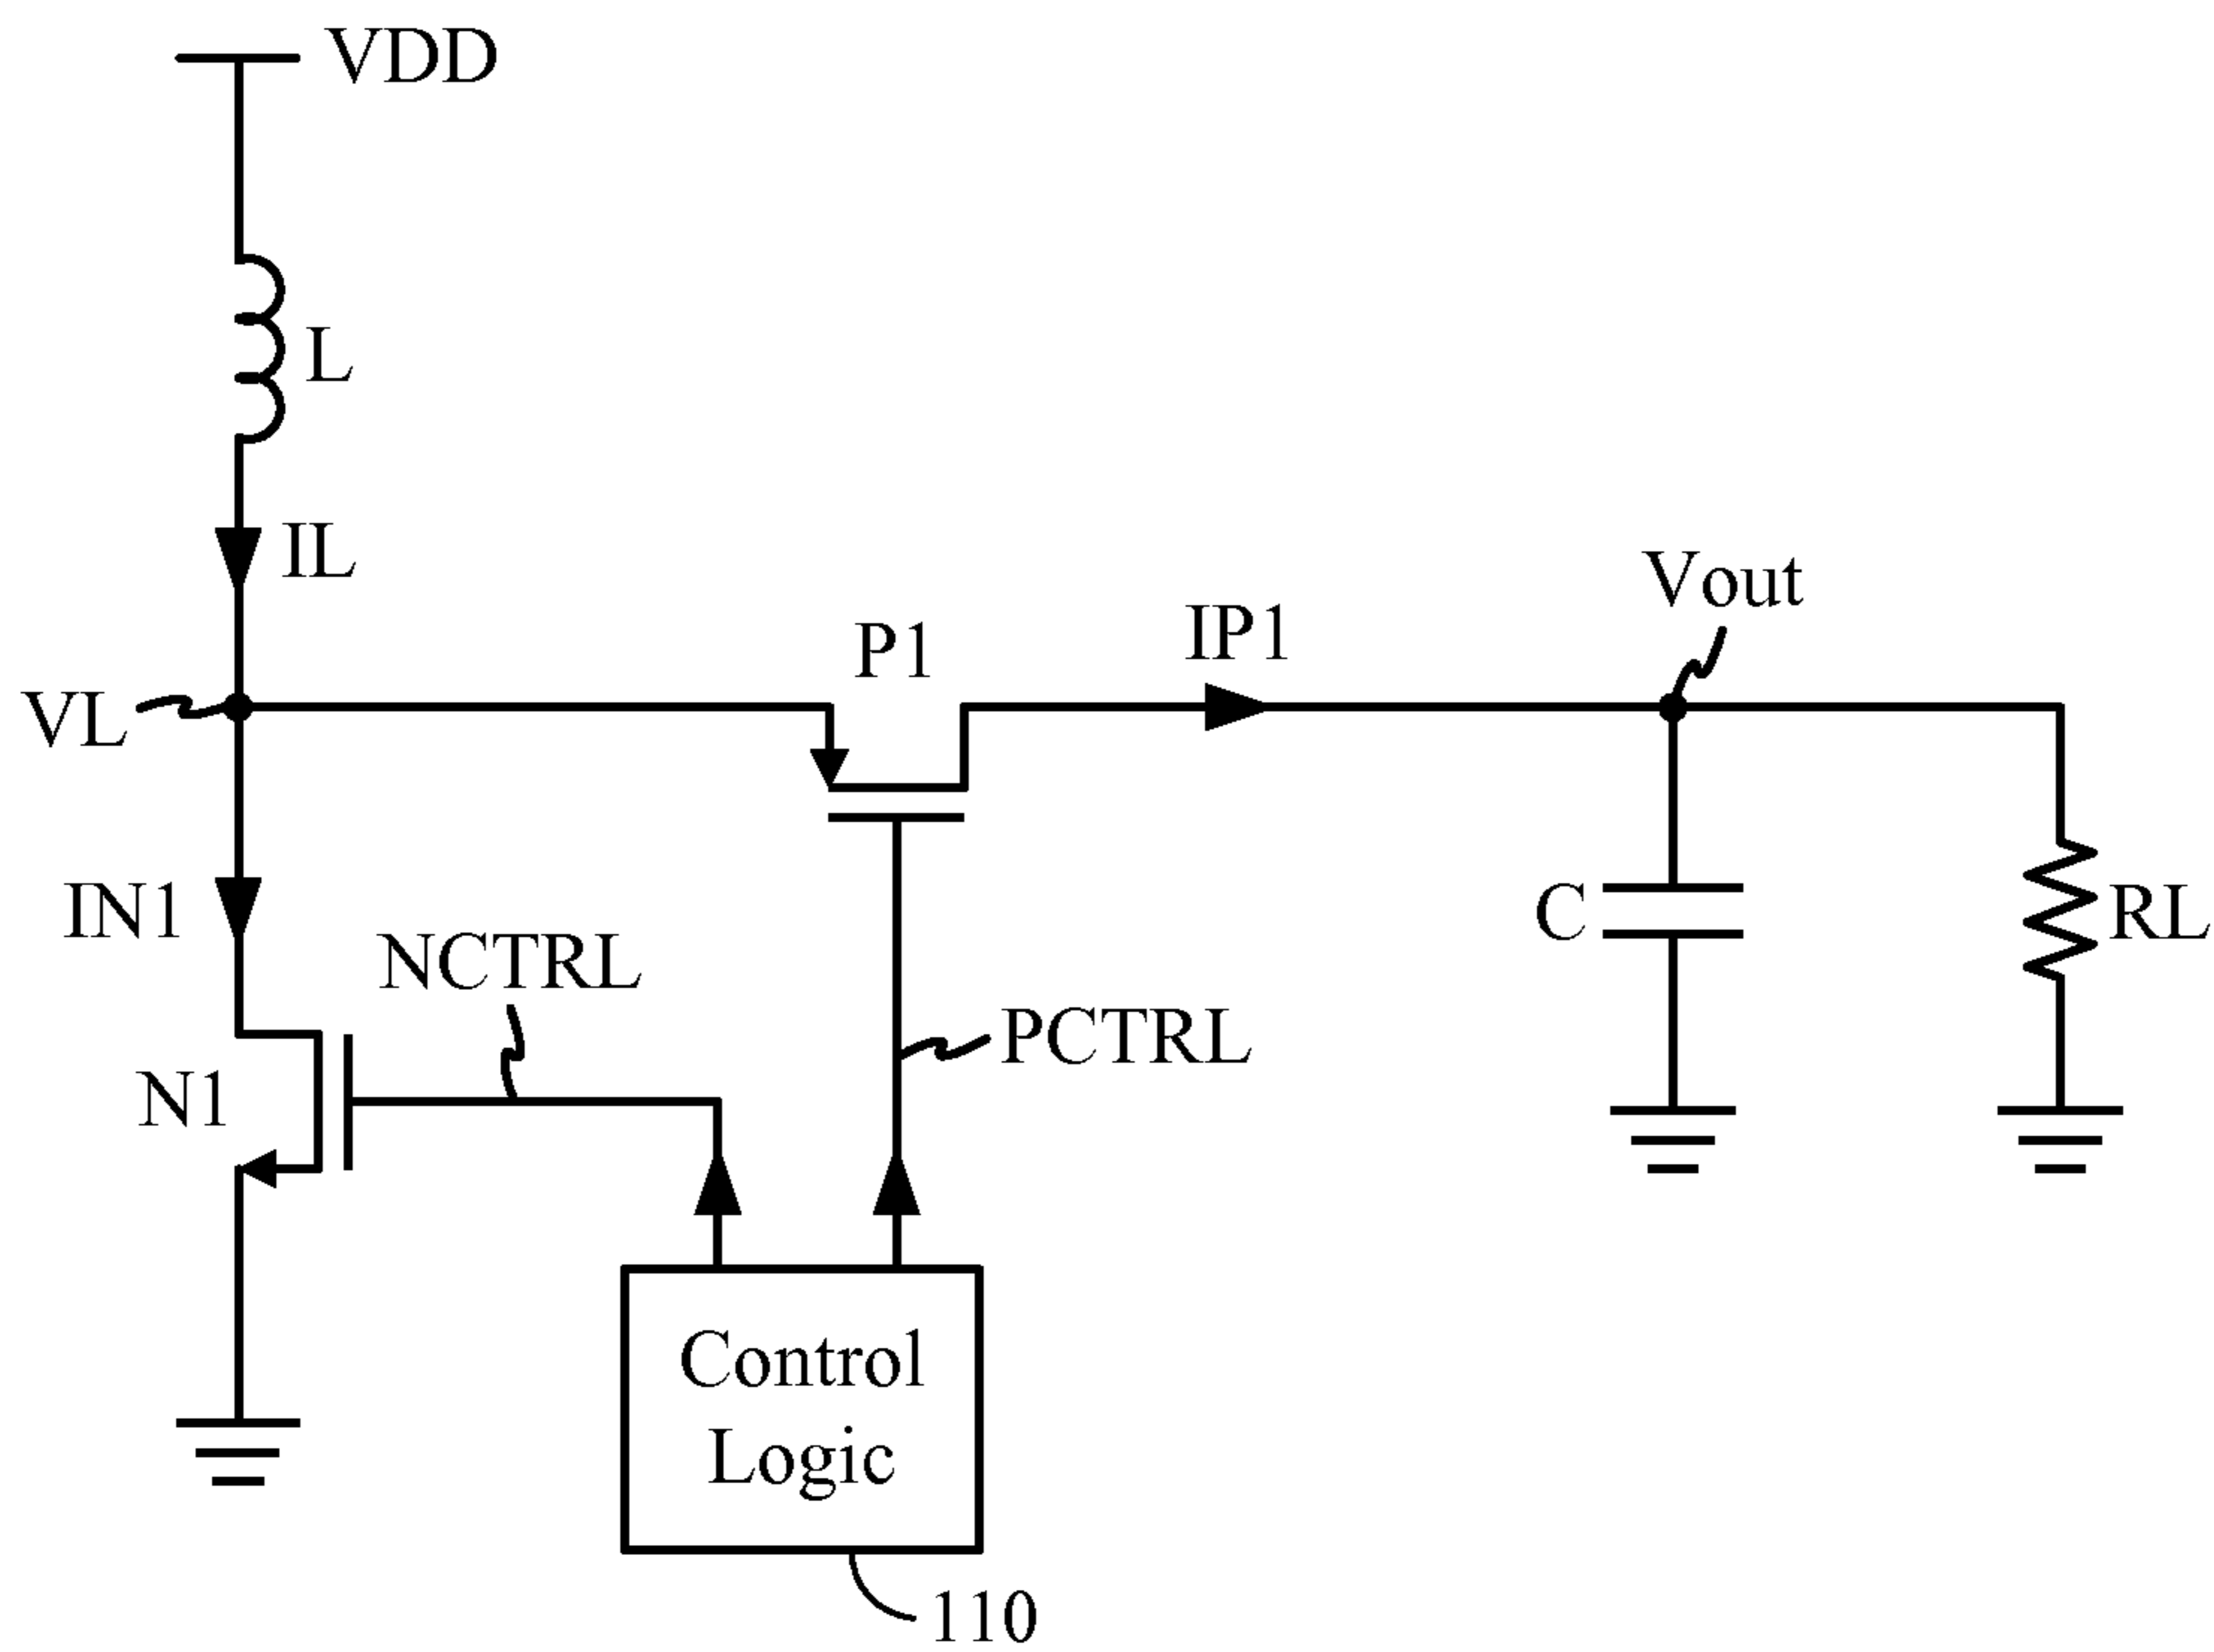 VDD
L
IL
Vout
P1
IP1
VL
IN1
NCTRL
C
RL
PCTRL
N1
Control
Logic
110